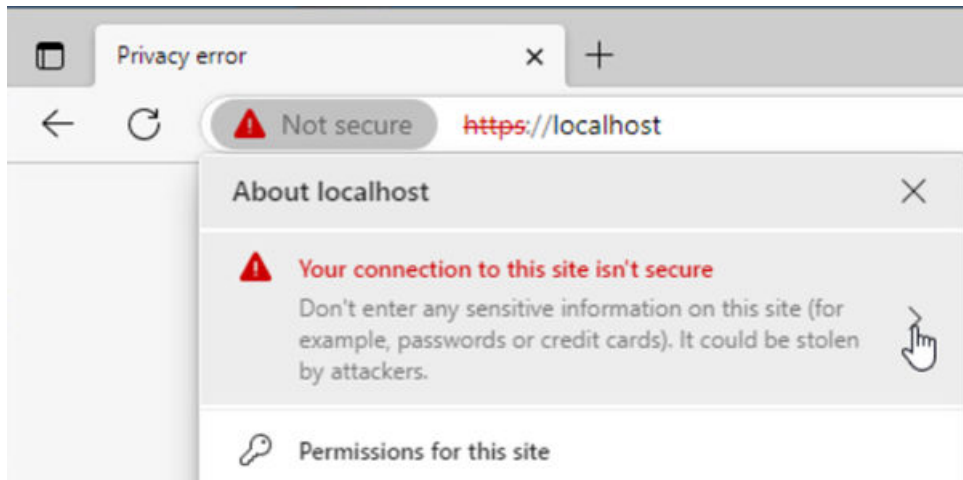 Privacy error
Not secure https://localhost
About localhost
Your connection to this site isn't secure
Don't enter any sensitive information on this site (for
example, passwords or credit cards). It could be stolen
by attackers.
Permissions for this site